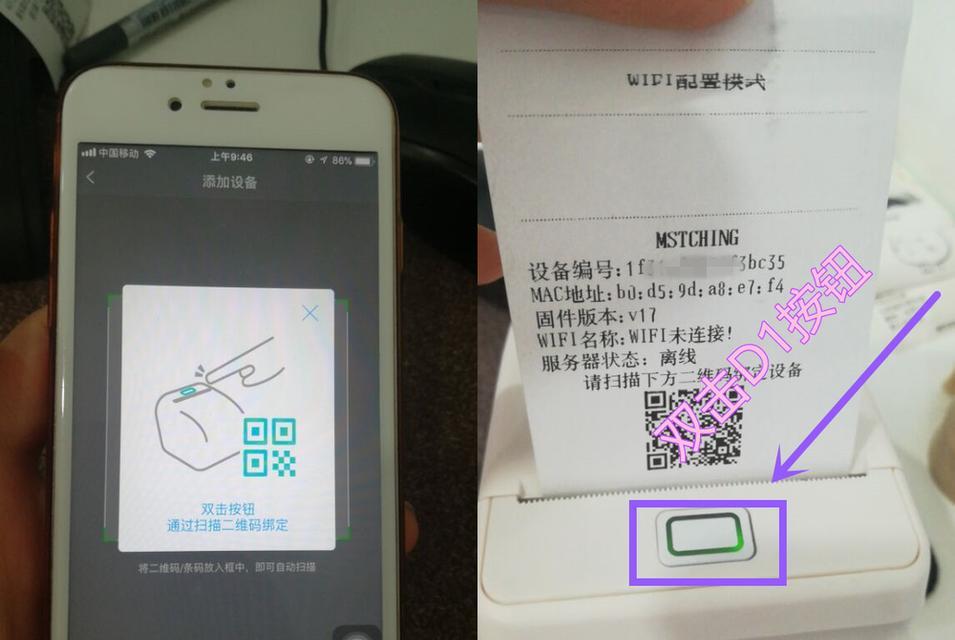 中国移动
上午9:46
86%
添加设备
双击按钮
通过扫描二维码绑定
将二维码/条码放入框中，即可自动扫描
WIFI配置模式
MSTCHING
设备编号:1f3bc35
MAC地址:b0:d5:9d:a8:e7:f4
固件版本:v17
WIFI名称:WIFI未连接!
服务器状态: 离线
请扫描下方二维码绑定设备
双击D1按钮